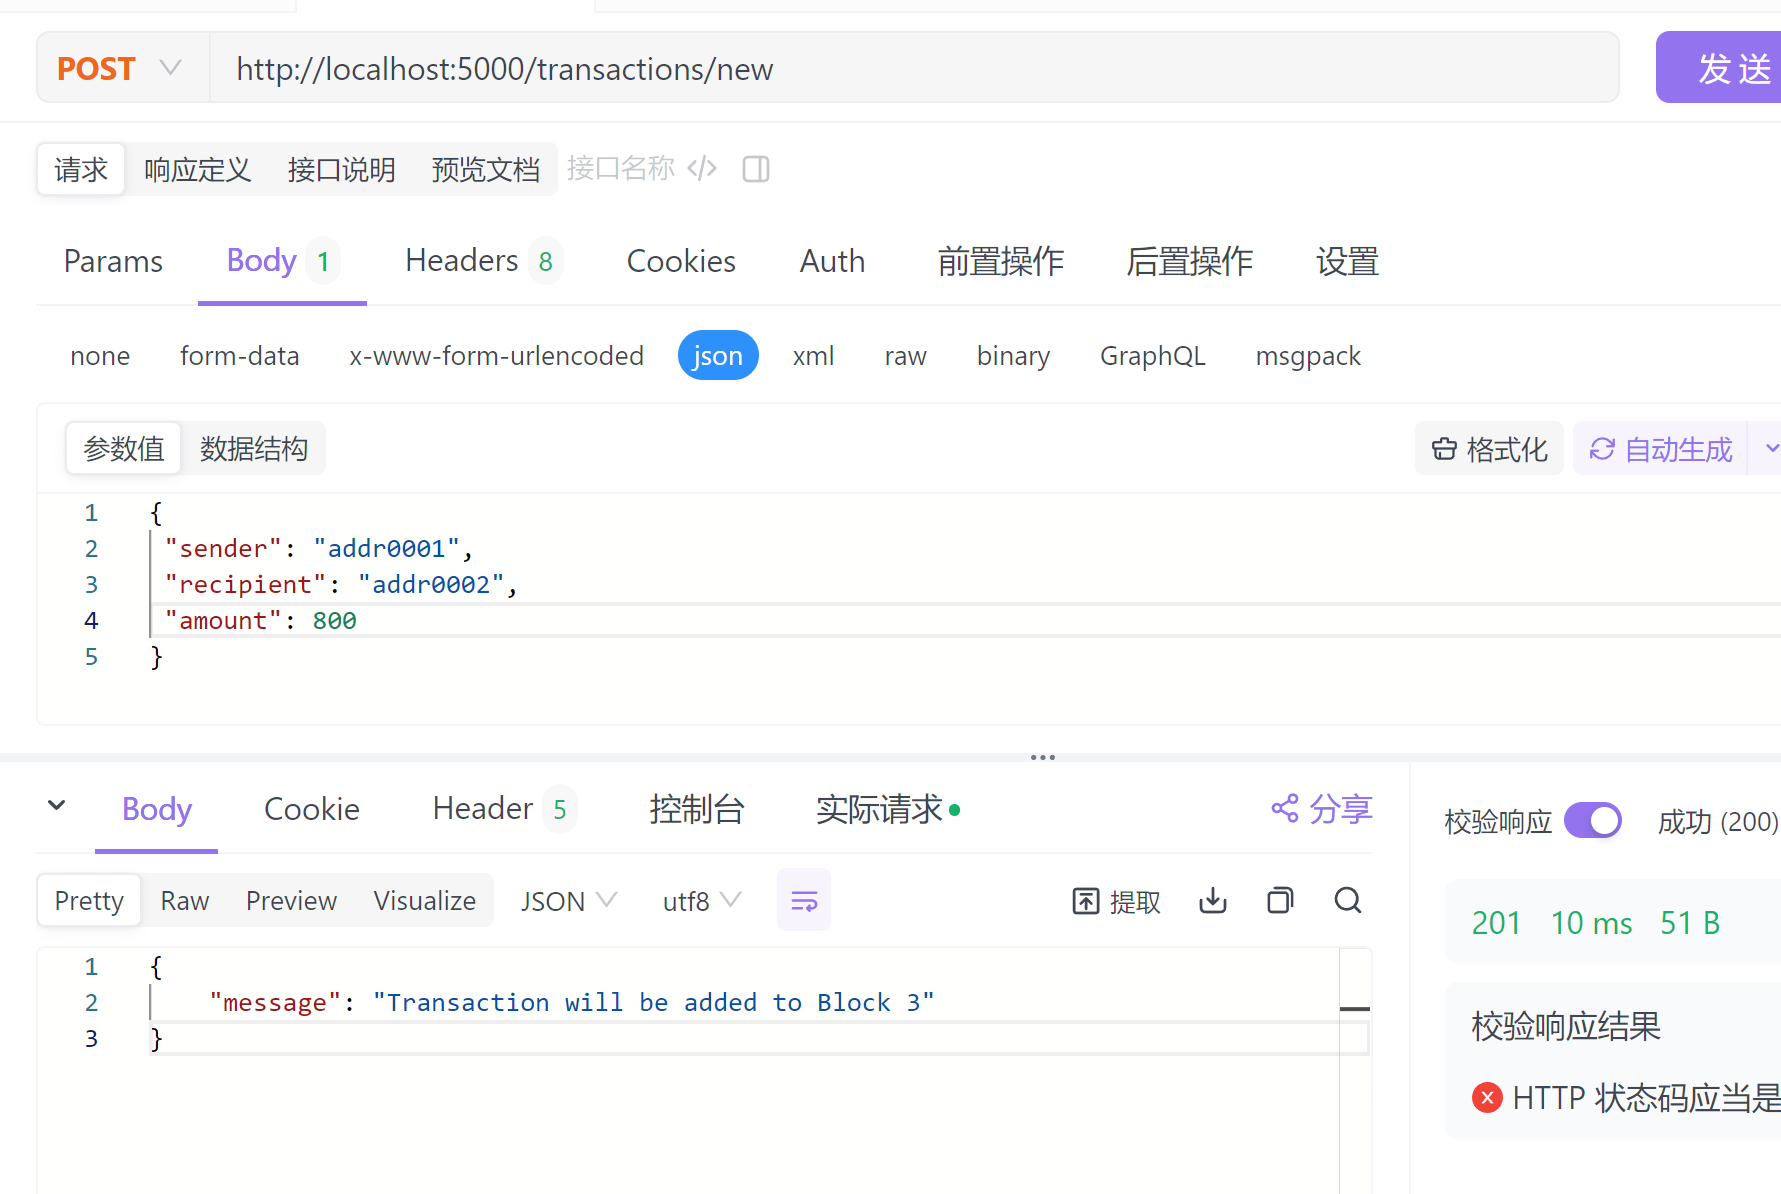 POST http://localhost:5000/transactions/new 发送
请求 响应定义 接口说明 预览文档 接口名称
Params Body 1 Headers 8 Cookies Auth 前置操作 后置操作 设置
none form-data x-www-form-urlencoded json xml raw binary GraphQL msgpack
参数值 数据结构 格式化 自动生成
1 {
2 "sender": "addr0001",
3 "recipient": "addr0002",
4 "amount": 800
5 }
Body Cookie Header 5 控制台 实际请求 分享
校验响应 成功 (200)
Pretty Raw Preview Visualize JSON utf8 提取
201 10 ms 51 B
1 {
2 "message": "Transaction will be added to Block 3"
3 }
校验响应结果
HTTP 状态码应当是